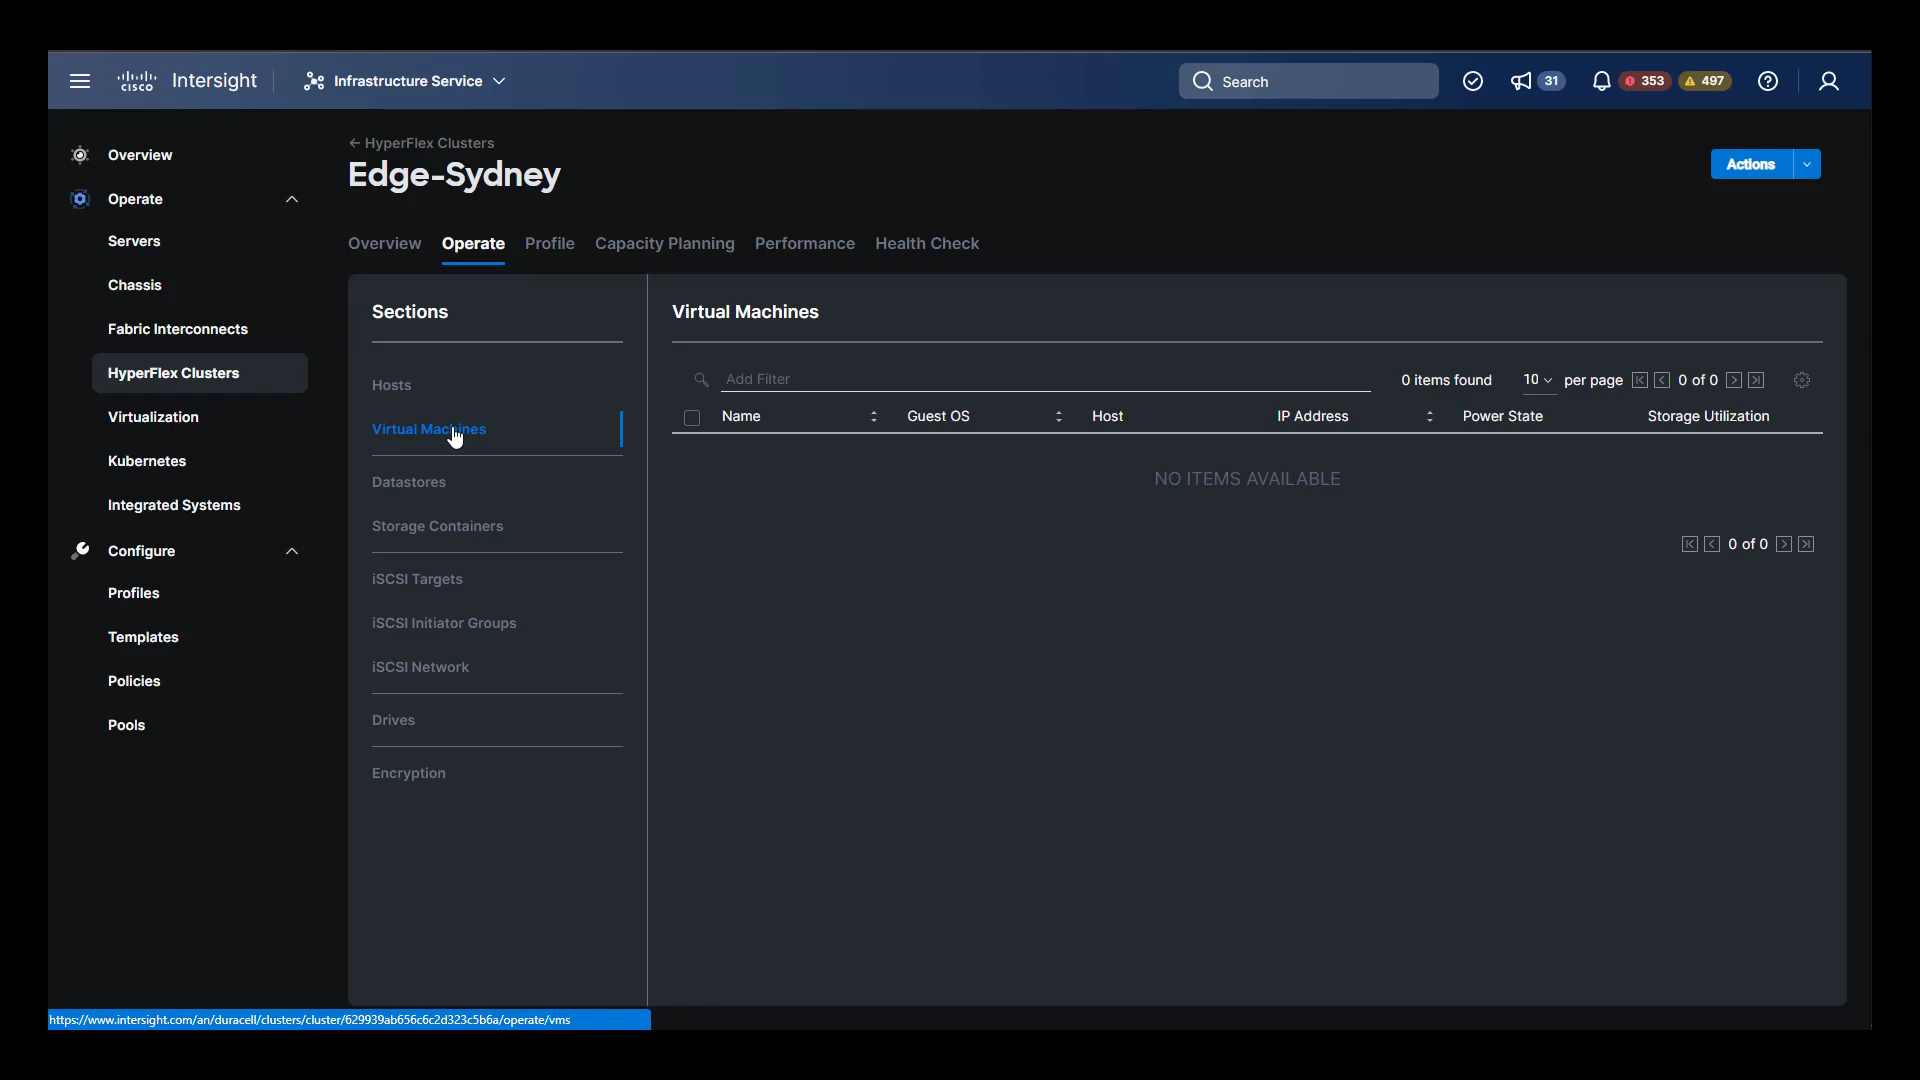 CISCO Intersight Infrastructure Service Search 31 353 497
Overview
Operate
Servers
Chassis
Fabric Interconnects
HyperFlex Clusters
Virtualization
Kubernetes
Integrated Systems
Configure
Profiles
Templates
Policies
Pools
← HyperFlex Clusters
Edge-Sydney
Actions
Overview Operate Profile Capacity Planning Performance Health Check
Sections
Hosts
Virtual Machines
Datastores
Storage Containers
iSCSI Targets
iSCSI Initiator Groups
iSCSI Network
Drives
Encryption
Virtual Machines
Add Filter 0 items found 10 per page 0 of 0
Name Guest OS Host IP Address Power State Storage Utilization
NO ITEMS AVAILABLE
0 of 0
https://www.intersight.com/an/duracell/clusters/cluster/629939ab656c6c2d323c5b6a/operate/vms